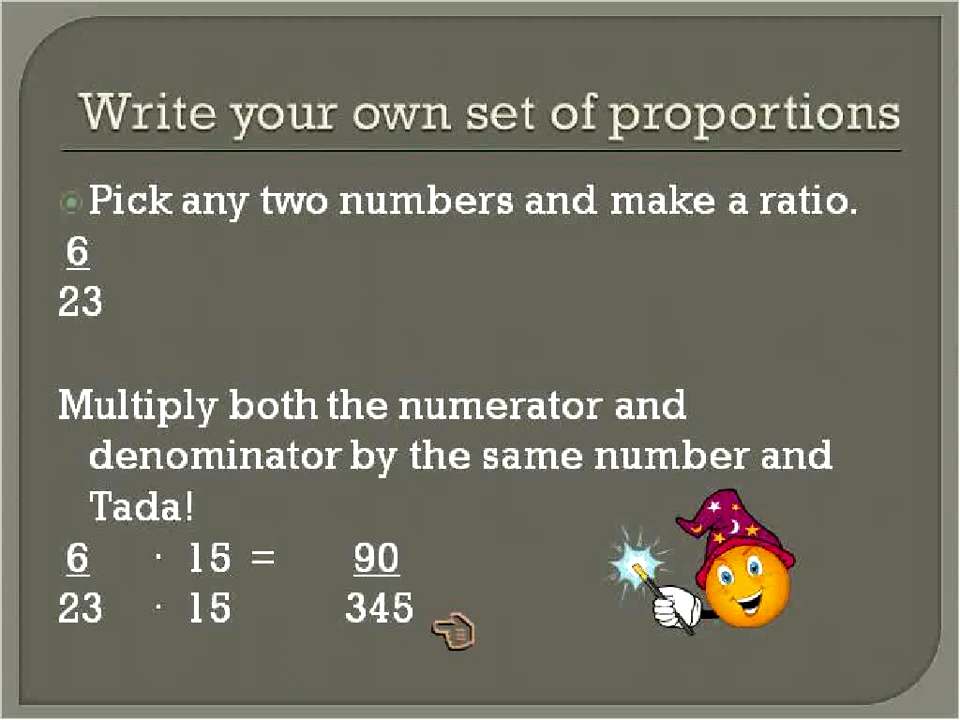 Write your own set of proportions
Pick any two numbers and make a ratio.
6
23
Multiply both the numerator and
denominator by the same number and
Tada!
6 · 15 = 90
23 · 15 345